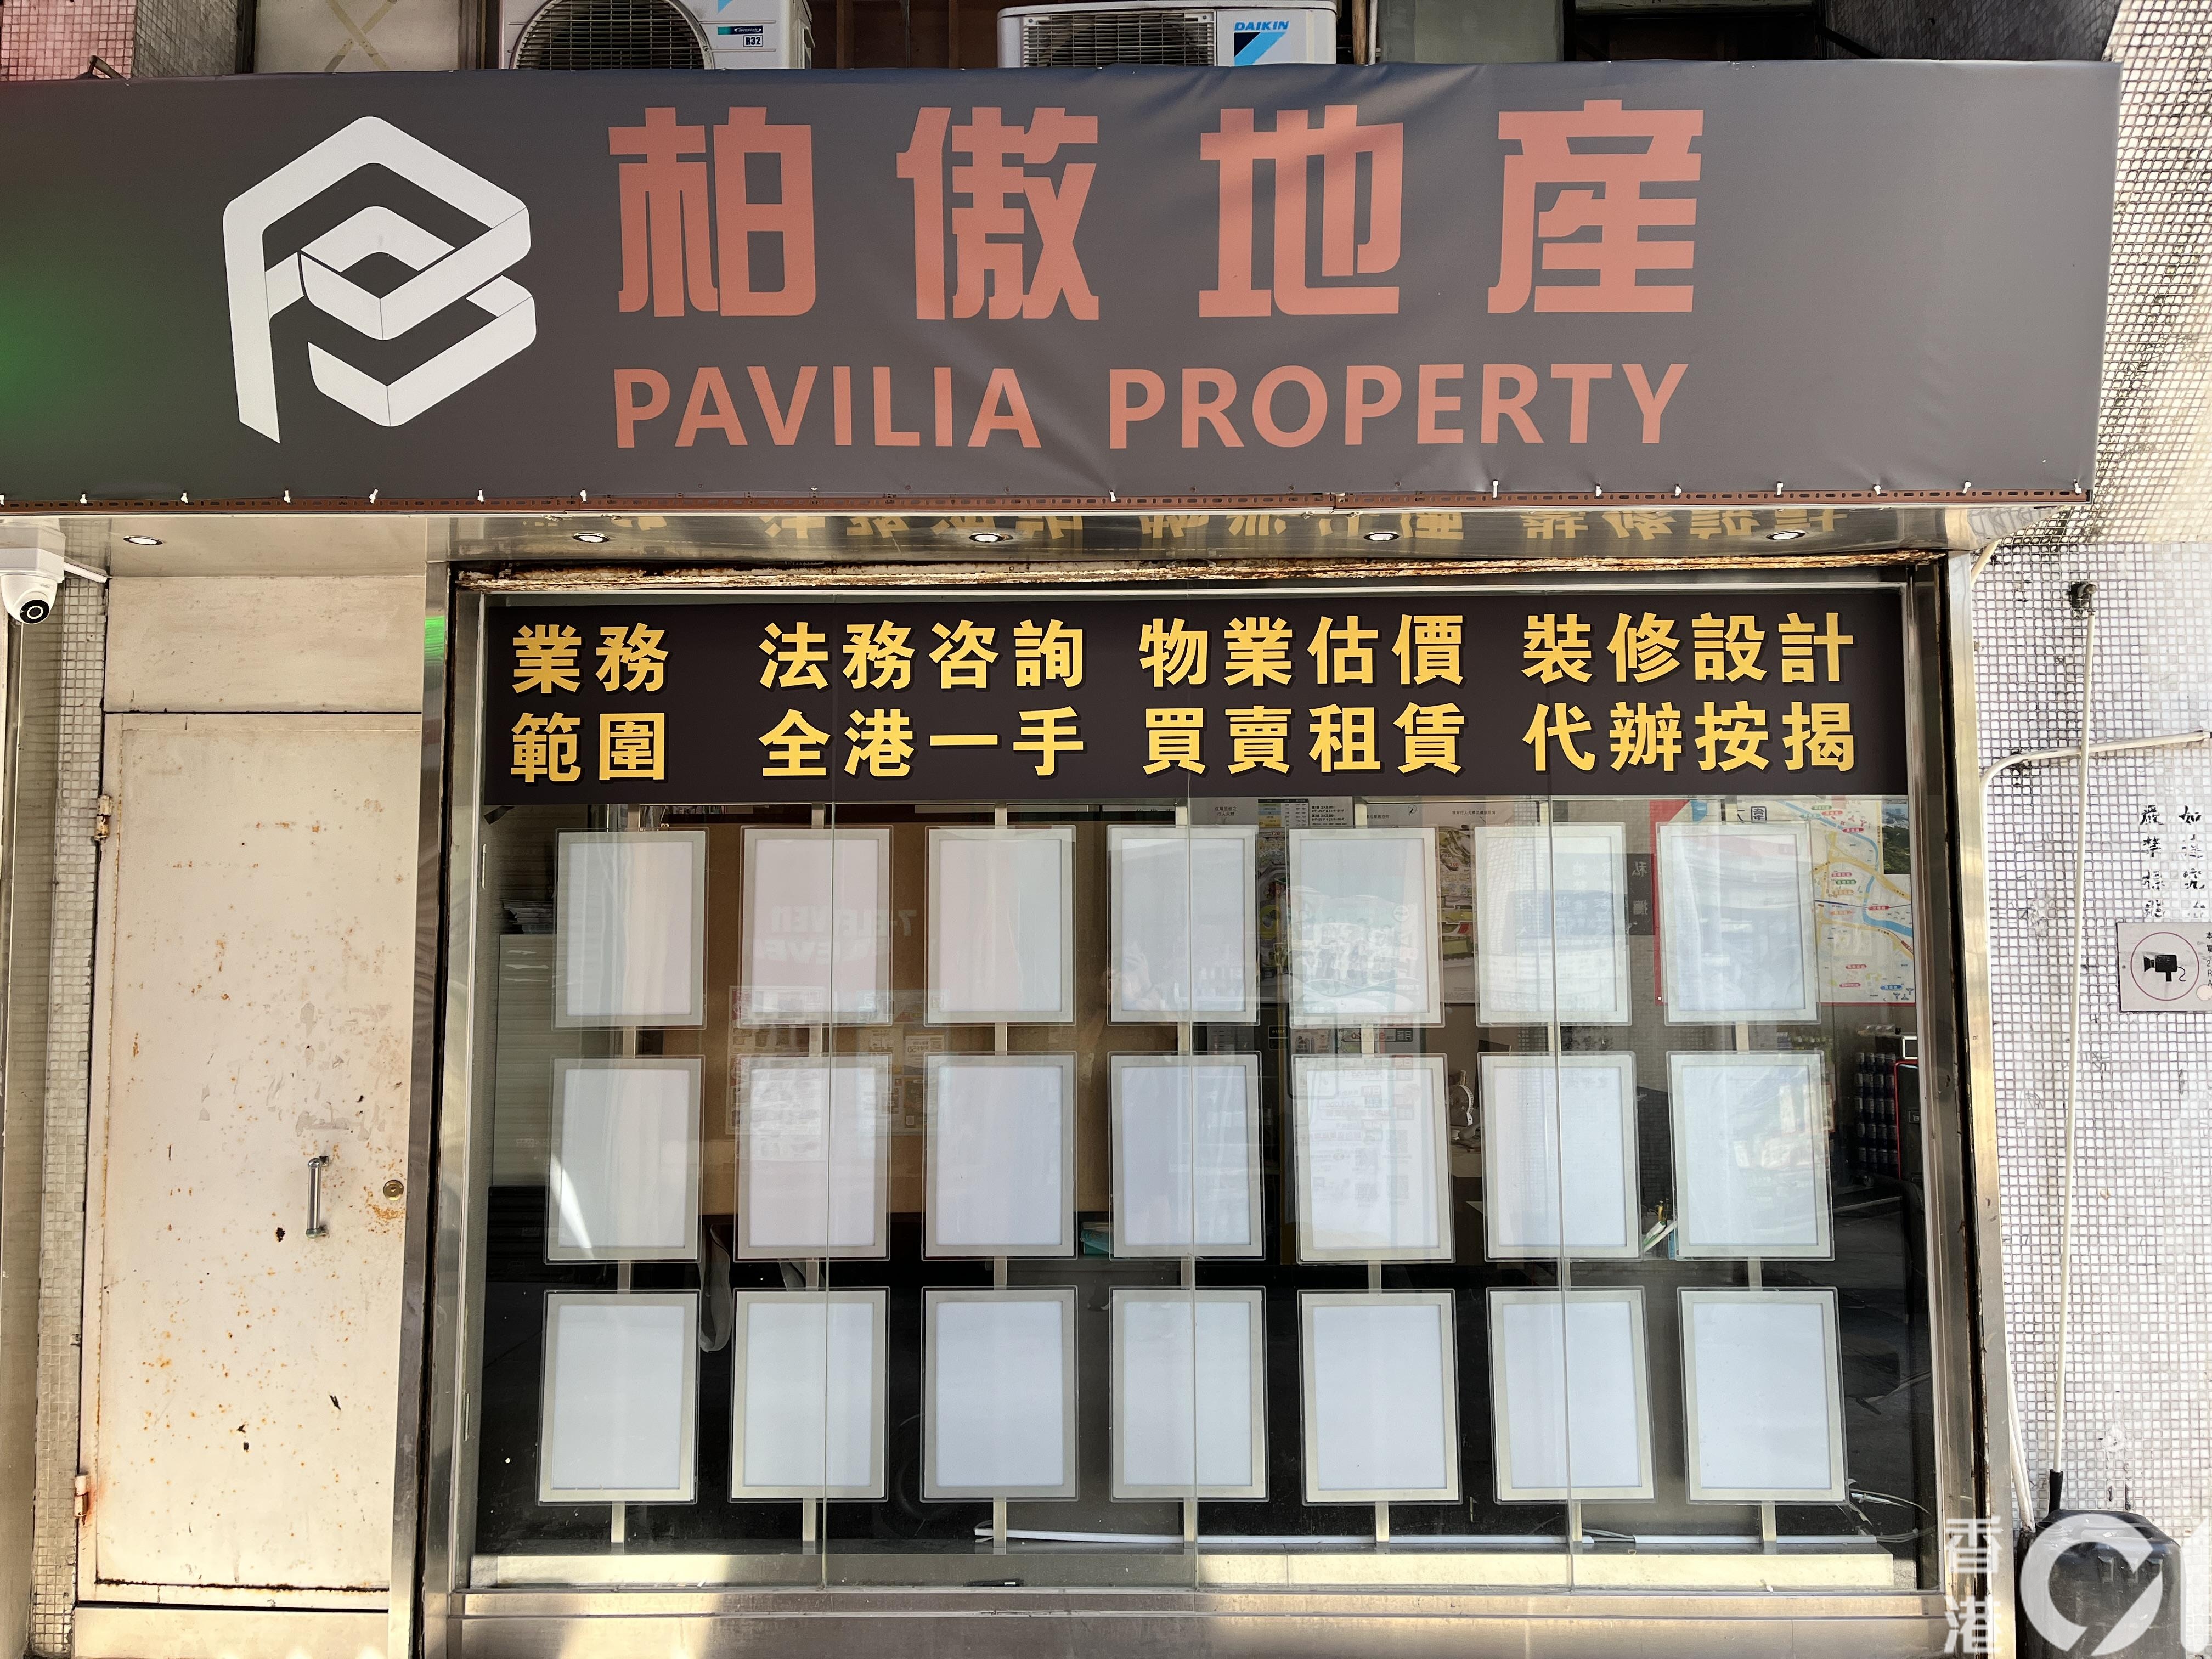 DAIKIN
R32
柏傲地產
PAVILIA PROPERTY
業務 法務咨詢 物業估價 裝修設計
範圍 全港一手 買賣租賃 代辦按揭
香港01